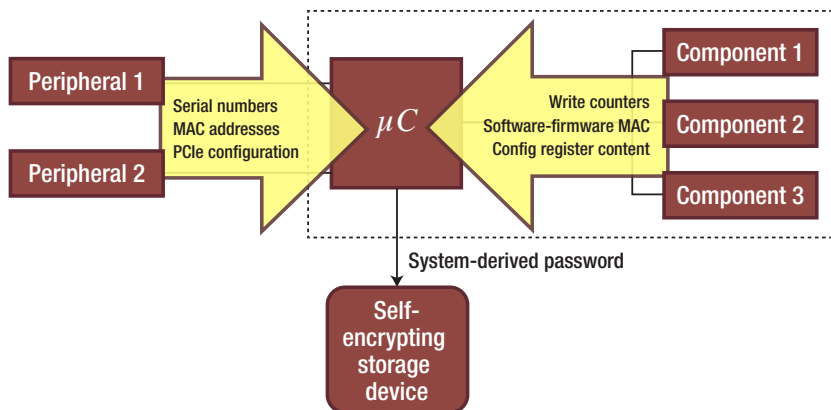 Peripheral 1
Peripheral 2
Serial numbers
MAC addresses
PCIe configuration
µC
Write counters
Software-firmware MAC
Config register content
Component 1
Component 2
Component 3
System-derived password
Self-
encrypting
storage
device